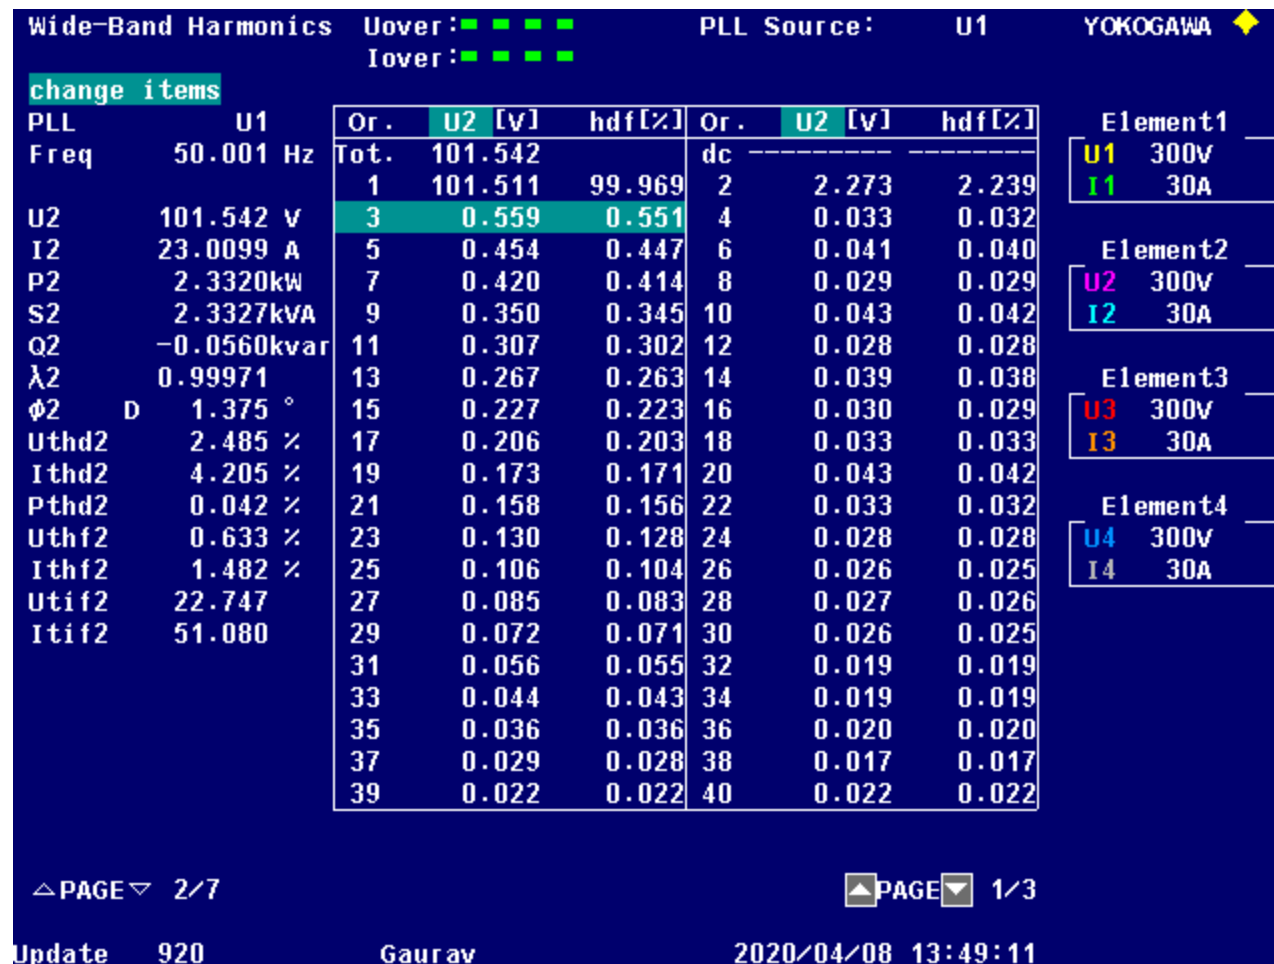 Wide-Band Harmonics Uover: PLL Source: U1 YOKOGAWA
Iover:
change items
PLL U1 Or. U2 [V] hdf[%] Or. U2 [V] hdf[%] Element1
Freq 50.001 Hz Tot. 101.542 dc --------- -------- U1 300V
1 101.511 99.969 2 2.273 2.239 I1 30A
U2 101.542 V 3 0.559 0.551 4 0.033 0.032
I2 23.0099 A 5 0.454 0.447 6 0.041 0.040 Element2
P2 2.3320kW 7 0.420 0.414 8 0.029 0.029 U2 300V
S2 2.3327kVA 9 0.350 0.345 10 0.043 0.042 I2 30A
Q2 -0.0560kvar 11 0.307 0.302 12 0.028 0.028
λ2 0.99971 13 0.267 0.263 14 0.039 0.038 Element3
φ2 D 1.375 ° 15 0.227 0.223 16 0.030 0.029 U3 300V
Uthd2 2.485 % 17 0.206 0.203 18 0.033 0.033 I3 30A
Ithd2 4.205 % 19 0.173 0.171 20 0.043 0.042
Pthd2 0.042 % 21 0.158 0.156 22 0.033 0.032 Element4
Uthf2 0.633 % 23 0.130 0.128 24 0.028 0.028 U4 300V
Ithf2 1.482 % 25 0.106 0.104 26 0.026 0.025 I4 30A
Utif2 22.747 27 0.085 0.083 28 0.027 0.026
Itif2 51.080 29 0.072 0.071 30 0.026 0.025
31 0.056 0.055 32 0.019 0.019
33 0.044 0.043 34 0.019 0.019
35 0.036 0.036 36 0.020 0.020
37 0.029 0.028 38 0.017 0.017
39 0.022 0.022 40 0.022 0.022
△PAGE▽ 2/7 ▲PAGE▼ 1/3
Update 920 Gaurav 2020/04/08 13:49:11